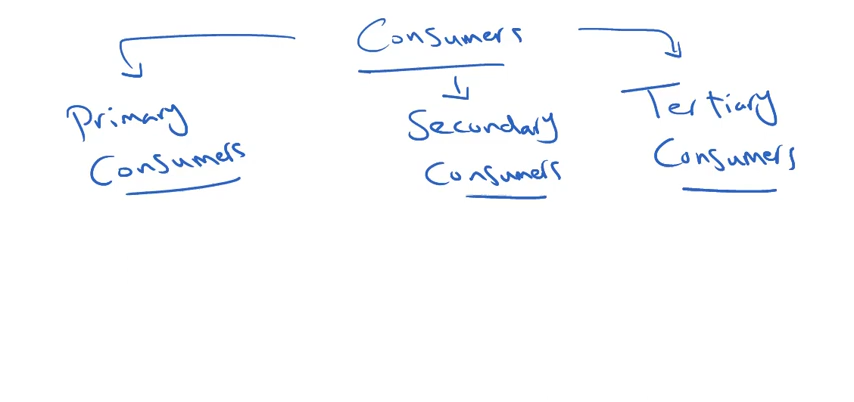 Consumers
Primary
Consumers
Secondary
Consumers
Tertiary
Consumers